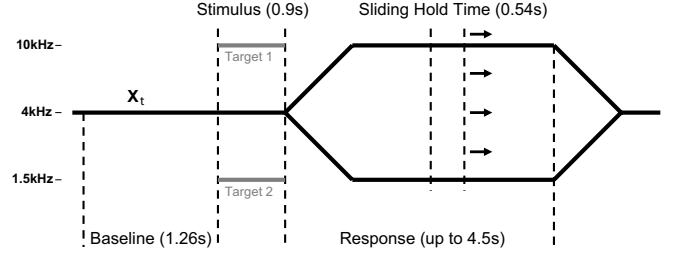 Stimulus (0.9s) Sliding Hold Time (0.54s)
10kHz
Target 1
Xt
4kHz
1.5kHz
Target 2
Baseline (1.26s) Response (up to 4.5s)